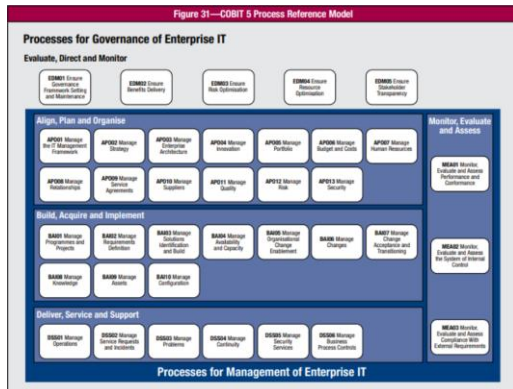 Figure 31—COBIT 5 Process Reference Model
Processes for Governance of Enterprise IT
Evaluate, Direct and Monitor
EDM01 Ensure
Governance
Framework Setting
and Maintenance
EDM02 Ensure
Benefits Delivery
EDM03 Ensure
Risk Optimisation
EDM04 Ensure
Resource
Optimisation
EDM05 Ensure
Stakeholder
Transparency
Align, Plan and Organise
APO01 Manage
the IT Management
Framework
APO02 Manage
Strategy
APO03 Manage
Enterprise
Architecture
APO04 Manage
Innovation
APO05 Manage
Portfolio
APO06 Manage
Budget and Costs
APO07 Manage
Human Resources
APO08 Manage
Relationships
APO09 Manage
Service
Agreements
APO10 Manage
Suppliers
APO11 Manage
Quality
APO12 Manage
Risk
APO13 Manage
Security
Build, Acquire and Implement
BAI01 Manage
Programmes and
Projects
BAI02 Manage
Requirements
Definition
BAI03 Manage
Solutions
Identification
and Build
BAI04 Manage
Availability
and Capacity
BAI05 Manage
Organisational
Change
Enablement
BAI06 Manage
Changes
BAI07 Manage
Change
Acceptance and
Transitioning
BAI08 Manage
Knowledge
BAI09 Manage
Assets
BAI10 Manage
Configuration
Deliver, Service and Support
DSS01 Manage
Operations
DSS02 Manage
Service Requests
and Incidents
DSS03 Manage
Problems
DSS04 Manage
Continuity
DSS05 Manage
Security
Services
DSS06 Manage
Business
Process Controls
Monitor, Evaluate
and Assess
MEA01 Monitor,
Evaluate and Assess
Performance and
Conformance
MEA02 Monitor,
Evaluate and Assess
the System of Internal
Control
MEA03 Monitor,
Evaluate and Assess
Compliance With
External Requirements
Processes for Management of Enterprise IT